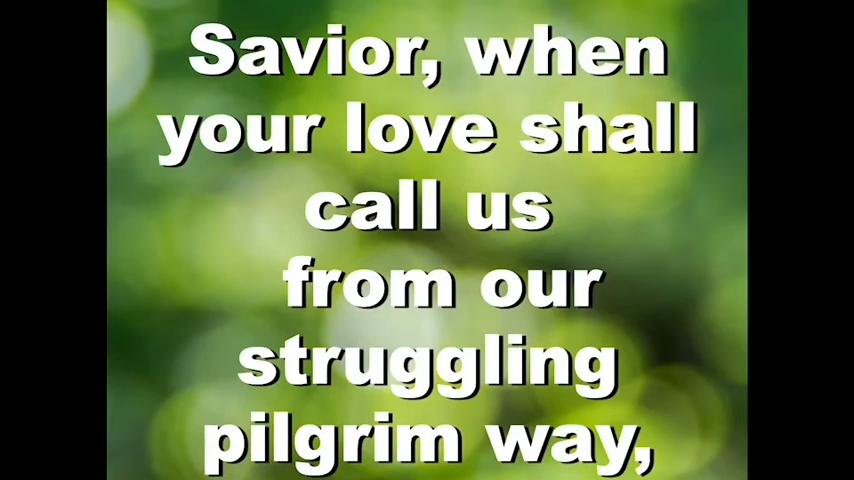 Savior, when
your love shall
call us
from our
struggling
pilgrim way,